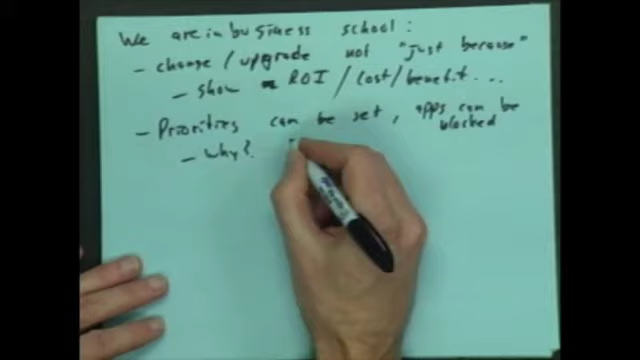 We are in business school:
- change/upgrade not "just because"
- show ROI/cost/benefit...
- Priorities can be set, apps can be
blocked
- why?